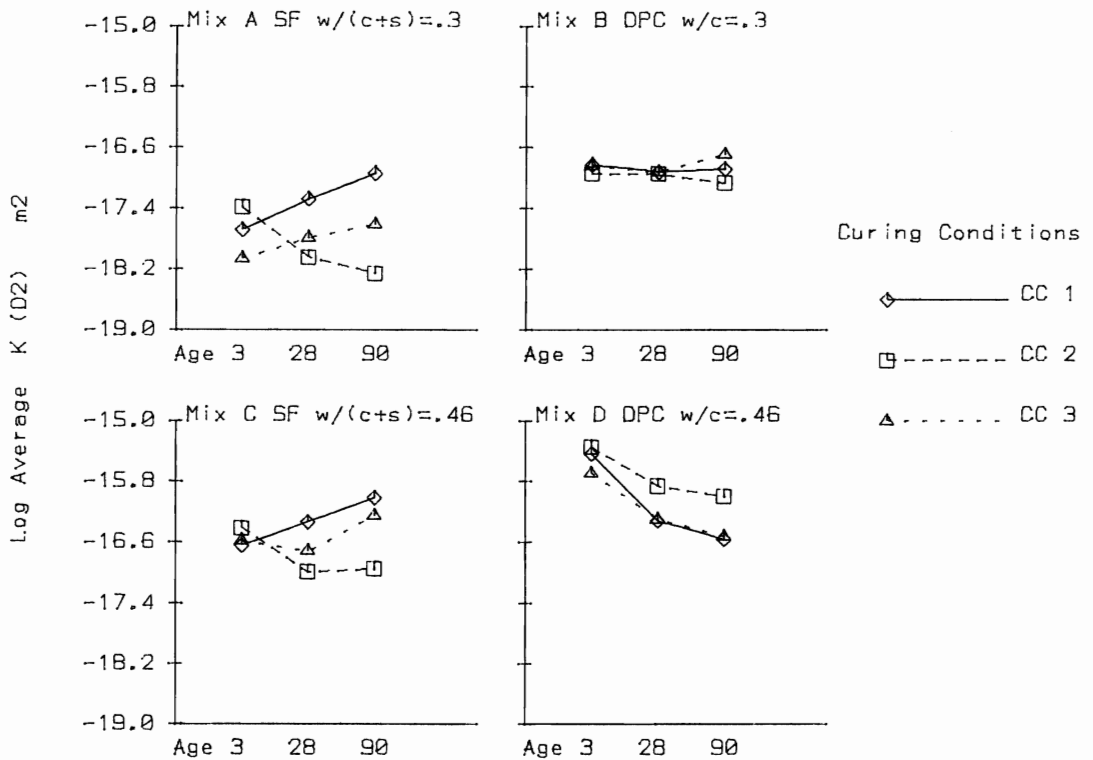 Mix A SF w/(c+s)=.3
-15.0
-15.8
-16.6
-17.4
-18.2
-19.0
Age 3 28 90
Mix B OPC w/c=.3
Age 3 28 90
Log Average K (D2) m2
Mix C SF w/(c+s)=.46
-15.0
-15.8
-16.6
-17.4
-18.2
-19.0
Age 3 28 90
Mix D OPC w/c=.46
Age 3 28 90
Curing Conditions
CC 1
CC 2
CC 3